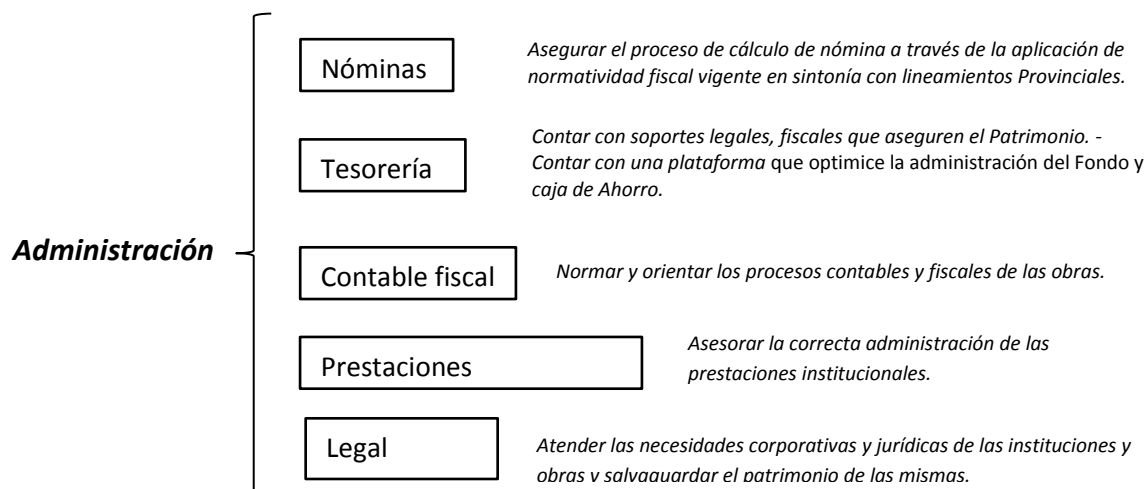 Nóminas
Asegurar el proceso de cálculo de nómina a través de la aplicación de
normatividad fiscal vigente en sintonía con lineamientos Provinciales.
Tesorería
Contar con soportes legales, fiscales que aseguren el Patrimonio. -
Contar con una plataforma que optimice la administración del Fondo y
caja de Ahorro.
Administración
Contable fiscal
Normar y orientar los procesos contables y fiscales de las obras.
Prestaciones
Asesorar la correcta administración de las
prestaciones institucionales.
Legal
Atender las necesidades corporativas y jurídicas de las instituciones y
obras y salvaguardar el patrimonio de las mismas.